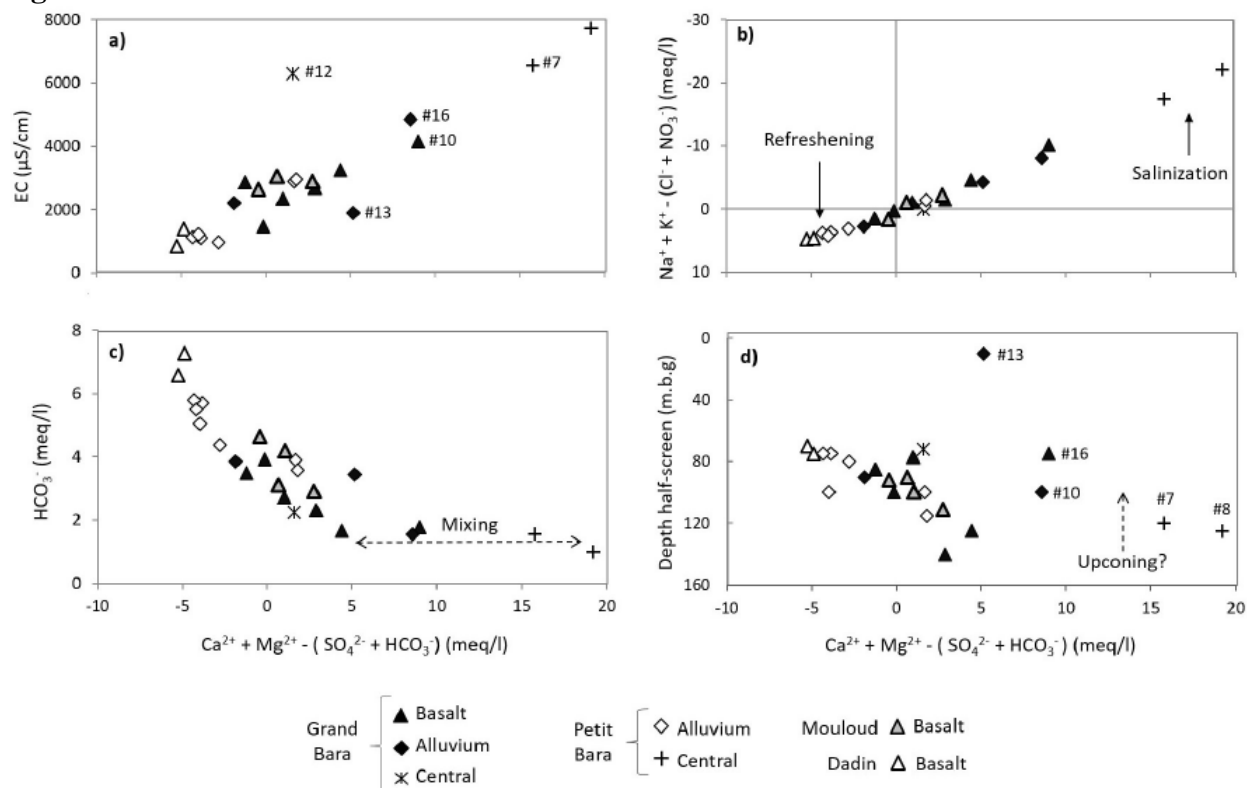 a)
8000
6000
4000
2000
0
EC (µS/cm)
#12
#7
#16
#10
#13
b)
-30
-20
-10
0
10
Na⁺ + K⁺ - (Cl⁻ + NO₃⁻) (meq/l)
Refreshening
Salinization
c)
8
6
4
2
0
HCO₃⁻ (meq/l)
Mixing
-10 -5 0 5 10 15 20
Ca²⁺ + Mg²⁺ - ( SO₄²⁻ + HCO₃⁻) (meq/l)
d)
0
40
80
120
160
Depth half-screen (m.b.g)
#13
#16
#10
#7
#8
Upconing?
-10 -5 0 5 10 15 20
Ca²⁺ + Mg²⁺ - ( SO₄²⁻ + HCO₃⁻) (meq/l)
Grand Bara
Basalt
Alluvium
Central
Petit Bara
Alluvium
Central
Mouloud Basalt
Dadin Basalt